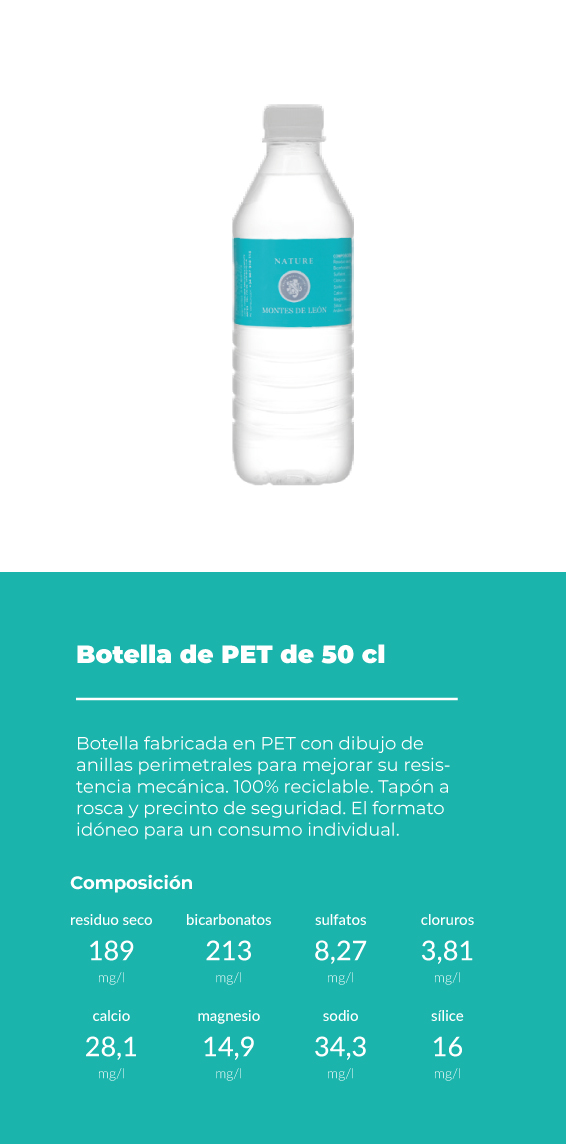 NATURE
MONTES DE LEÓN
Botella de PET de 50 cl
Botella fabricada en PET con dibujo de
anillas perimetrales para mejorar su resis-
tencia mecánica. 100% reciclable. Tapón a
rosca y precinto de seguridad. El formato
idóneo para un consumo individual.
Composición
residuo seco bicarbonatos sulfatos cloruros
189 213 8,27 3,81
mg/l mg/l mg/l mg/l
calcio magnesio sodio sílice
28,1 14,9 34,3 16
mg/l mg/l mg/l mg/l